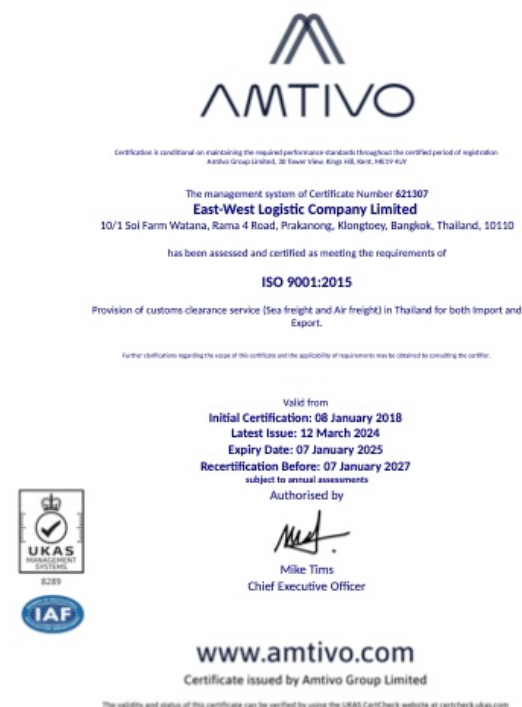 AMTIVO
Certification is conditional on maintaining the required performance standards throughout the certified period of registration
Amtivo Group Limited, 30 Tower View, Kings Hill, Kent, ME19 4UY
The management system of Certificate Number 621307
East-West Logistic Company Limited
10/1 Soi Farm Watana, Rama 4 Road, Prakanong, Klongtoey, Bangkok, Thailand, 10110
has been assessed and certified as meeting the requirements of
ISO 9001:2015
Provision of customs clearance service (Sea freight and Air freight) in Thailand for both Import and
Export.
Further clarifications regarding the scope of this certificate and the applicability of requirements may be obtained by consulting the certifier.
Valid from
Initial Certification: 08 January 2018
Latest Issue: 12 March 2024
Expiry Date: 07 January 2025
Recertification Before: 07 January 2027
subject to annual assessments
Authorised by
Mike Tims
Chief Executive Officer
UKAS
MANAGEMENT
SYSTEMS
8289
IAF
www.amtivo.com
Certificate issued by Amtivo Group Limited
The validity and status of this certificate can be verified by using the UKAS CertCheck website at certcheck.ukas.com